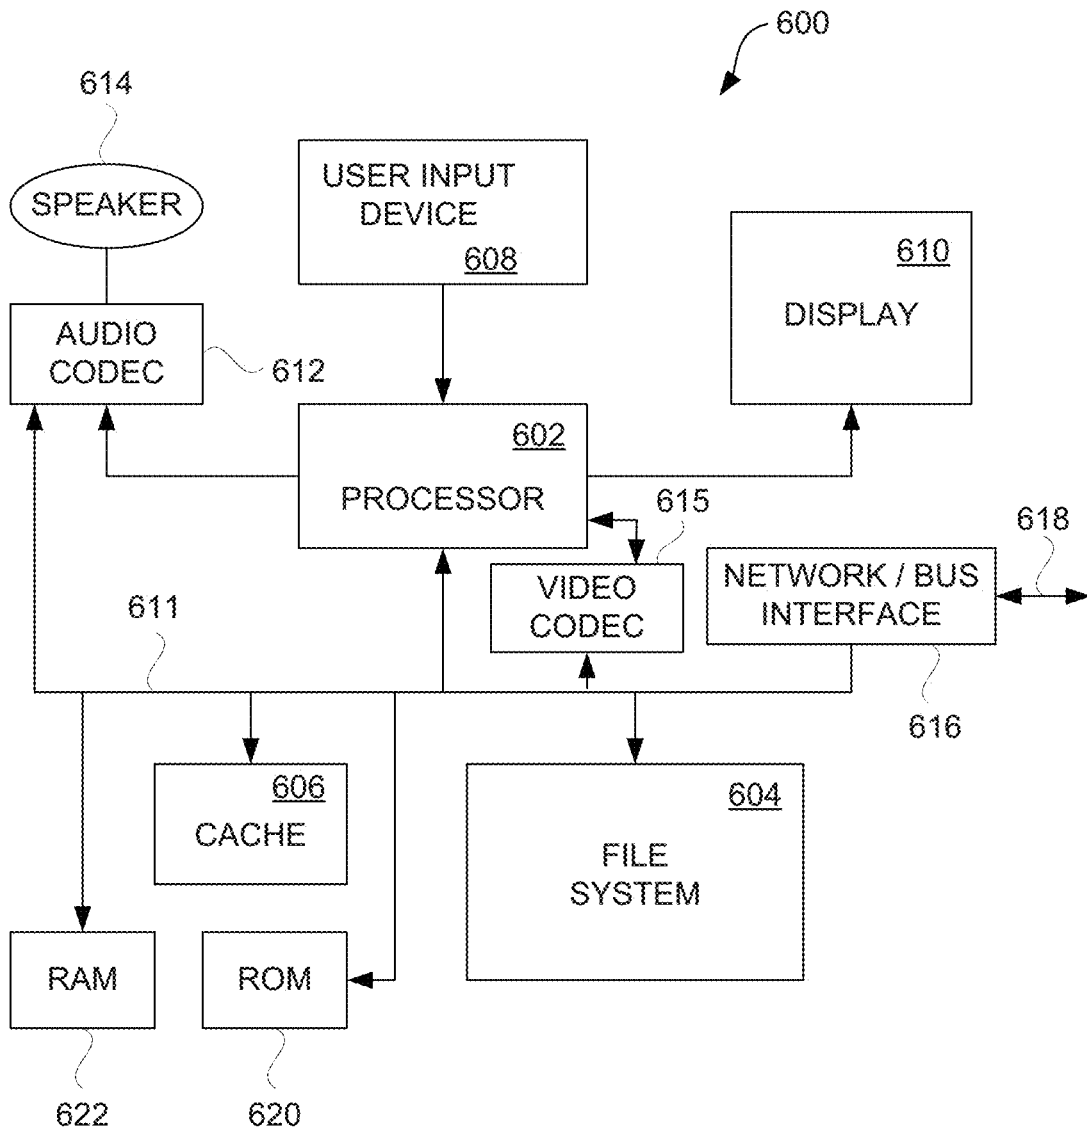 600
614
SPEAKER
USER INPUT
DEVICE
608
610
DISPLAY
AUDIO
CODEC
612
602
PROCESSOR
615
618
VIDEO
CODEC
NETWORK / BUS
INTERFACE
611
616
606
CACHE
604
FILE
SYSTEM
RAM
ROM
622
620